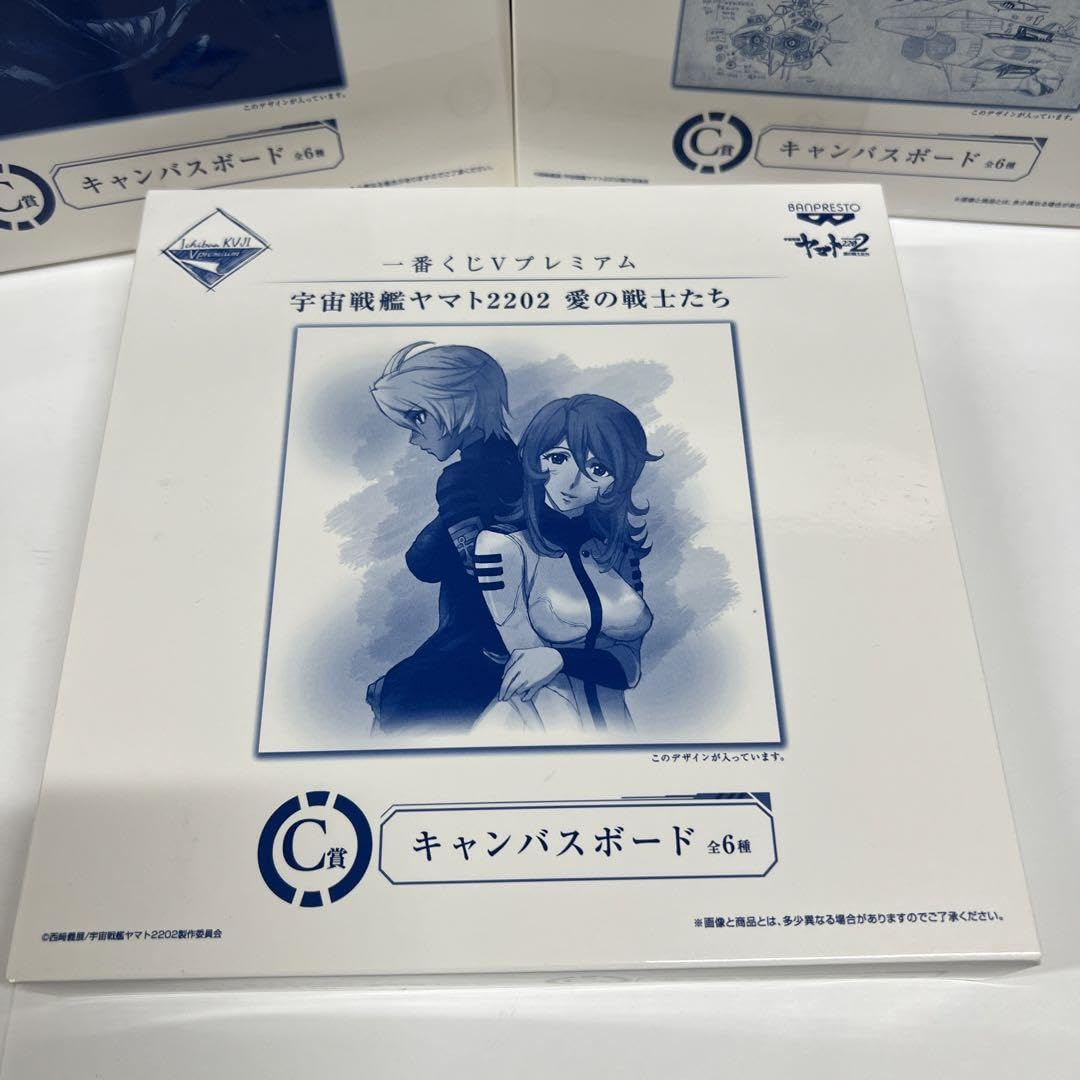 このデザインが入っています。
C賞
キャンバスボード 全6種
このデザインが入っています。
C賞
キャンバスボード 全6種
Ichiban KUJI
V premium
BANPRESTO
ヤマト2202
一番くじVプレミアム
宇宙戦艦ヤマト2202 愛の戦士たち
このデザインが入っています。
C賞
キャンバスボード 全6種
©西﨑義展/宇宙戦艦ヤマト2202製作委員会
※画像と商品とは、多少異なる場合がありますのでご了承ください。